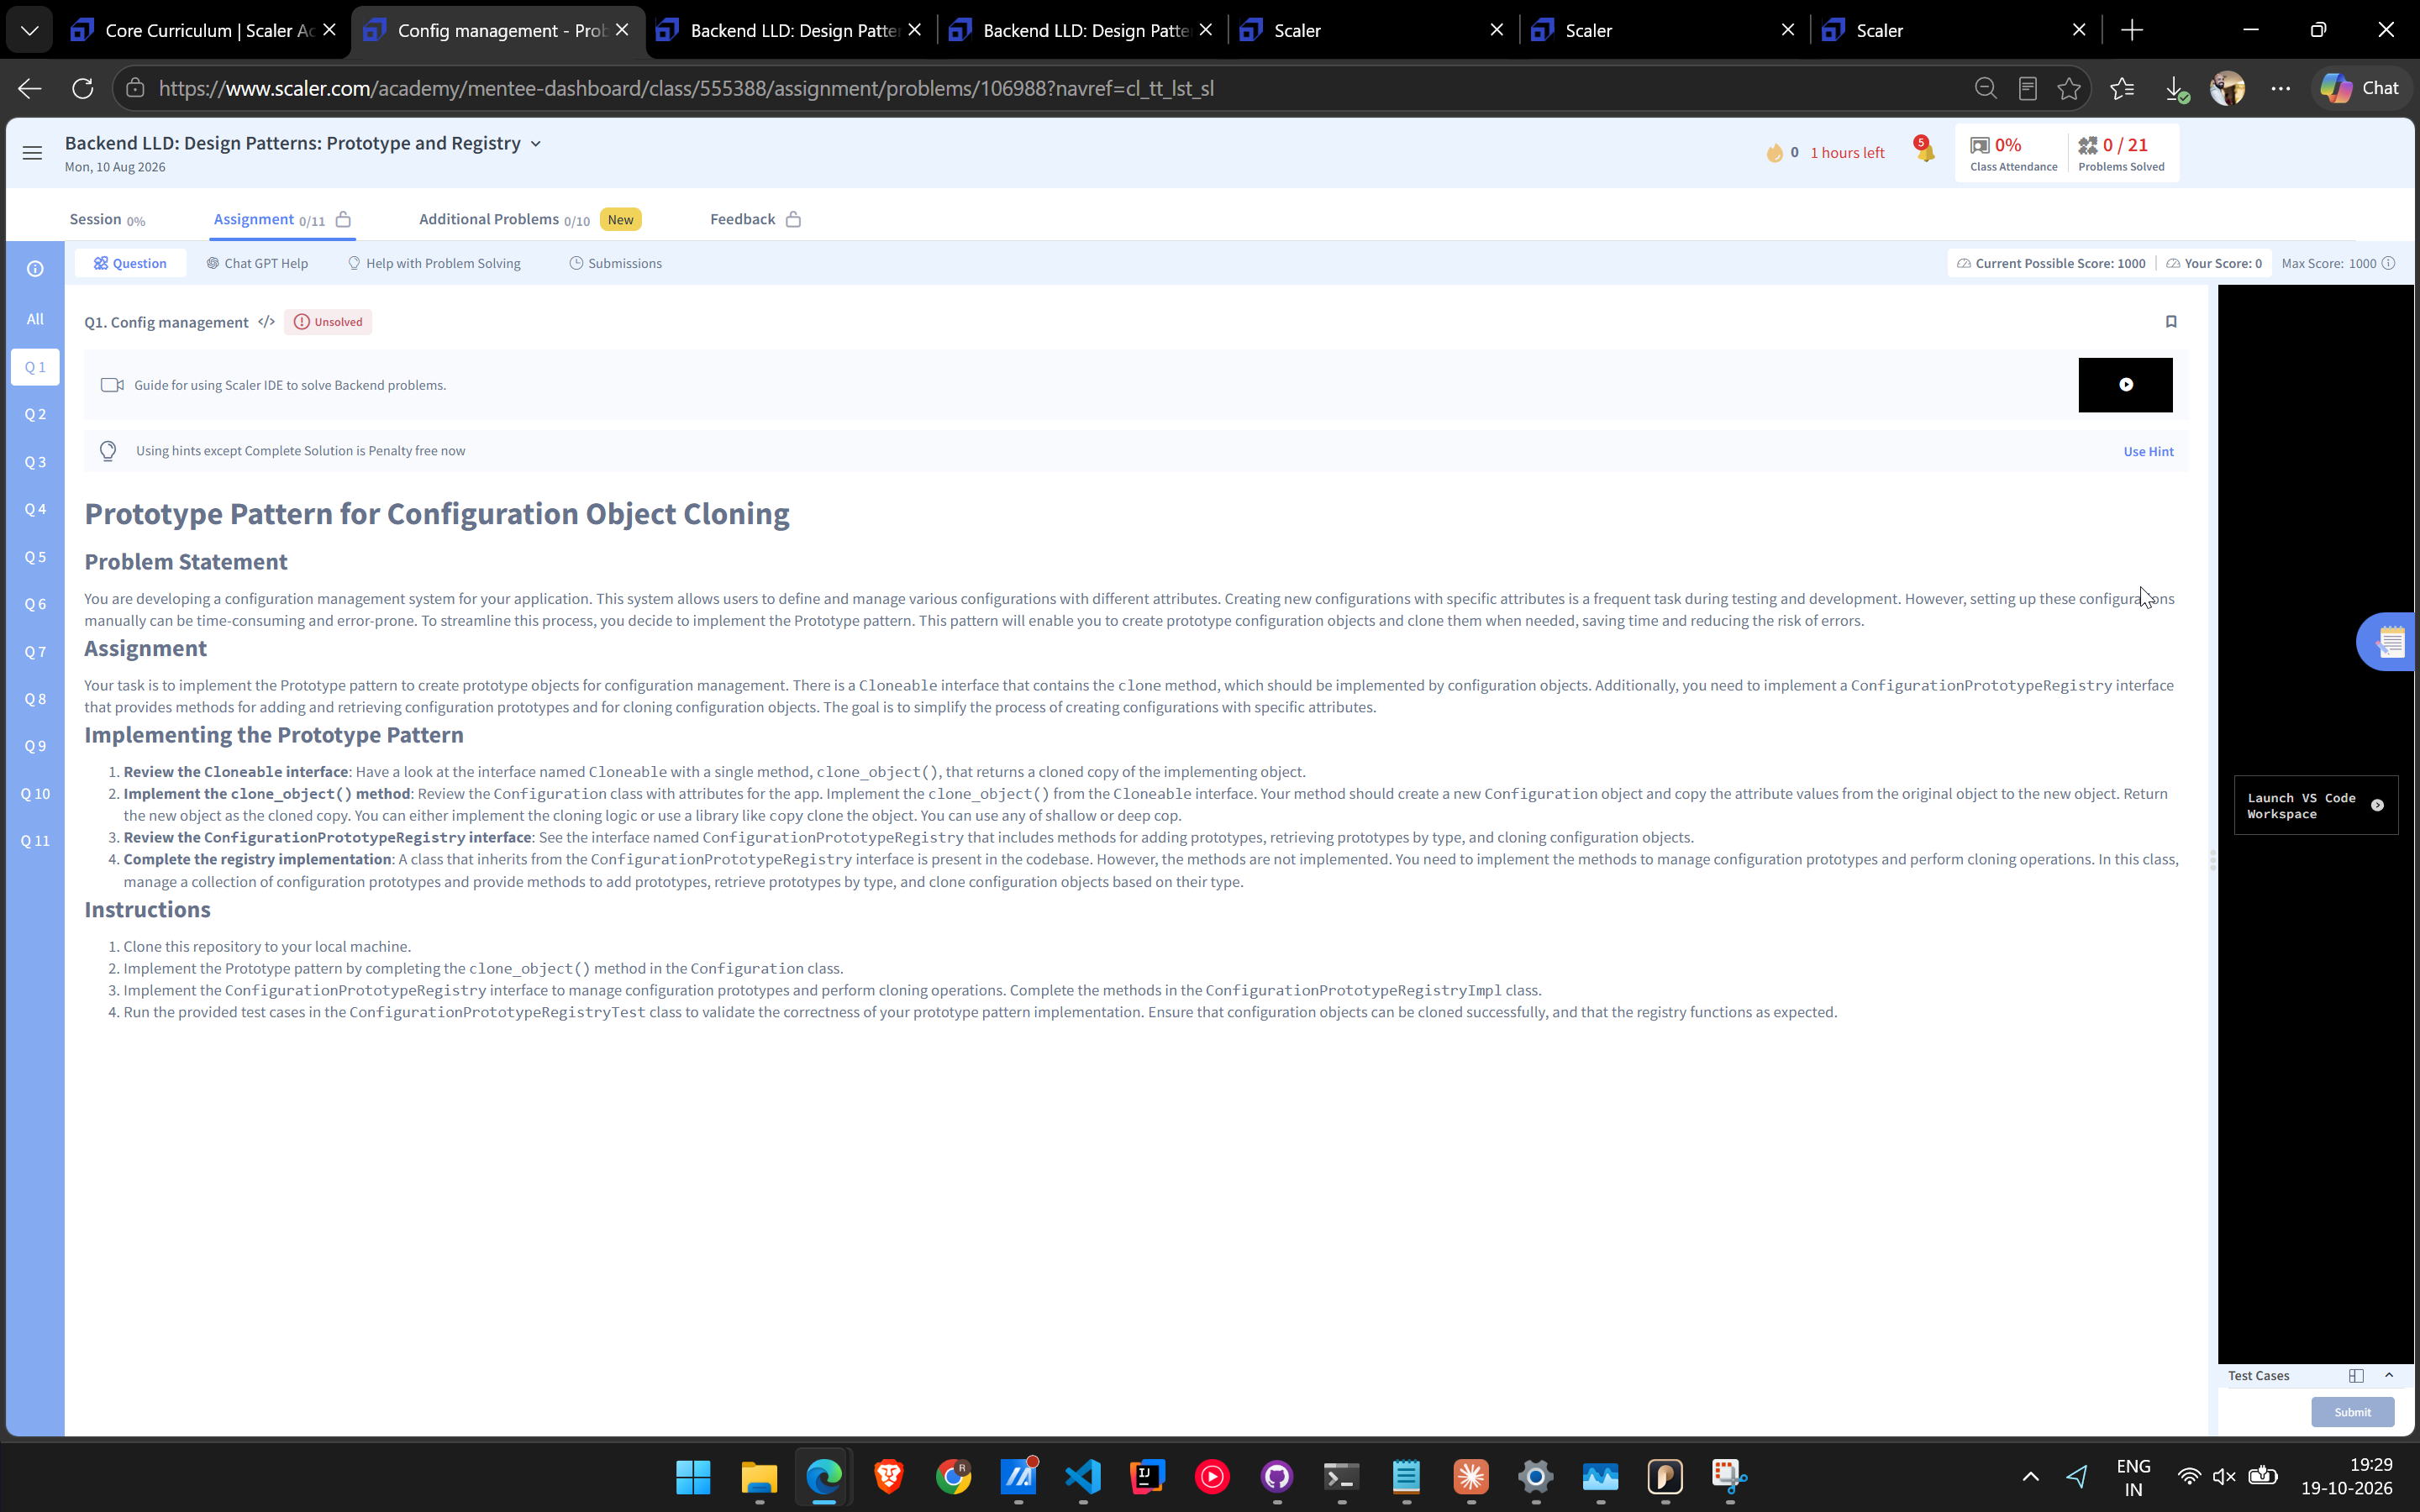 Core Curriculum | Scaler Ac
Config management - Prob
Backend LLD: Design Patte
Backend LLD: Design Patte
Scaler
Scaler
Scaler
https://www.scaler.com/academy/mentee-dashboard/class/555388/assignment/problems/106988?navref=cl_tt_lst_sl
Chat
Backend LLD: Design Patterns: Prototype and Registry
Mon, 10 Aug 2026
0 1 hours left
5
0%
Class Attendance
0 / 21
Problems Solved
Session 0%
Assignment 0/11
Additional Problems 0/10 New
Feedback
Question
Chat GPT Help
Help with Problem Solving
Submissions
Current Possible Score: 1000
Your Score: 0
Max Score: 1000
All
Q 1
Q 2
Q 3
Q 4
Q 5
Q 6
Q 7
Q 8
Q 9
Q 10
Q 11
Q1. Config management </> Unsolved
Guide for using Scaler IDE to solve Backend problems.
Using hints except Complete Solution is Penalty free now
Use Hint
Prototype Pattern for Configuration Object Cloning
Problem Statement
You are developing a configuration management system for your application. This system allows users to define and manage various configurations with different attributes. Creating new configurations with specific attributes is a frequent task during testing and development. However, setting up these configurations
manually can be time-consuming and error-prone. To streamline this process, you decide to implement the Prototype pattern. This pattern will enable you to create prototype configuration objects and clone them when needed, saving time and reducing the risk of errors.
Assignment
Your task is to implement the Prototype pattern to create prototype objects for configuration management. There is a Cloneable interface that contains the clone method, which should be implemented by configuration objects. Additionally, you need to implement a ConfigurationPrototypeRegistry interface
that provides methods for adding and retrieving configuration prototypes and for cloning configuration objects. The goal is to simplify the process of creating configurations with specific attributes.
Implementing the Prototype Pattern
1. Review the Cloneable interface: Have a look at the interface named Cloneable with a single method, clone_object(), that returns a cloned copy of the implementing object.
2. Implement the clone_object() method: Review the Configuration class with attributes for the app. Implement the clone_object() from the Cloneable interface. Your method should create a new Configuration object and copy the attribute values from the original object to the new object. Return
the new object as the cloned copy. You can either implement the cloning logic or use a library like copy clone the object. You can use any of shallow or deep cop.
3. Review the ConfigurationPrototypeRegistry interface: See the interface named ConfigurationPrototypeRegistry that includes methods for adding prototypes, retrieving prototypes by type, and cloning configuration objects.
4. Complete the registry implementation: A class that inherits from the ConfigurationPrototypeRegistry interface is present in the codebase. However, the methods are not implemented. You need to implement the methods to manage configuration prototypes and perform cloning operations. In this class,
manage a collection of configuration prototypes and provide methods to add prototypes, retrieve prototypes by type, and clone configuration objects based on their type.
Instructions
1. Clone this repository to your local machine.
2. Implement the Prototype pattern by completing the clone_object() method in the Configuration class.
3. Implement the ConfigurationPrototypeRegistry interface to manage configuration prototypes and perform cloning operations. Complete the methods in the ConfigurationPrototypeRegistryImpl class.
4. Run the provided test cases in the ConfigurationPrototypeRegistryTest class to validate the correctness of your prototype pattern implementation. Ensure that configuration objects can be cloned successfully, and that the registry functions as expected.
Launch VS Code
Workspace
Test Cases
Submit
R
IJ
ENG
IN
19:29
19-10-2026